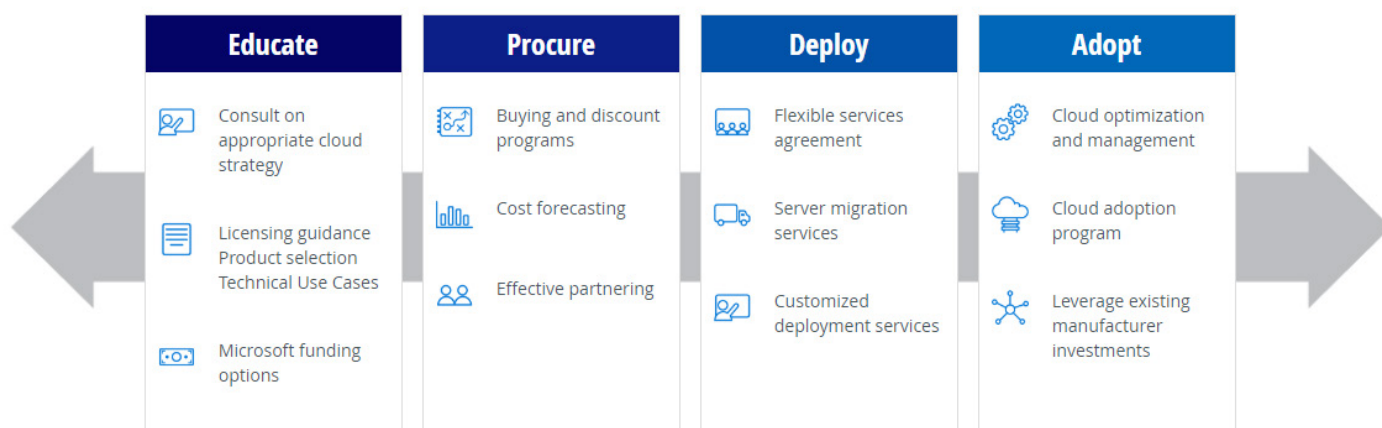 Educate
Consult on
appropriate cloud
strategy
Licensing guidance
Product selection
Technical Use Cases
Microsoft funding
options
Procure
Buying and discount
programs
Cost forecasting
Effective partnering
Deploy
Flexible services
agreement
Server migration
services
Customized
deployment services
Adopt
Cloud optimization
and management
Cloud adoption
program
Leverage existing
manufacturer
investments